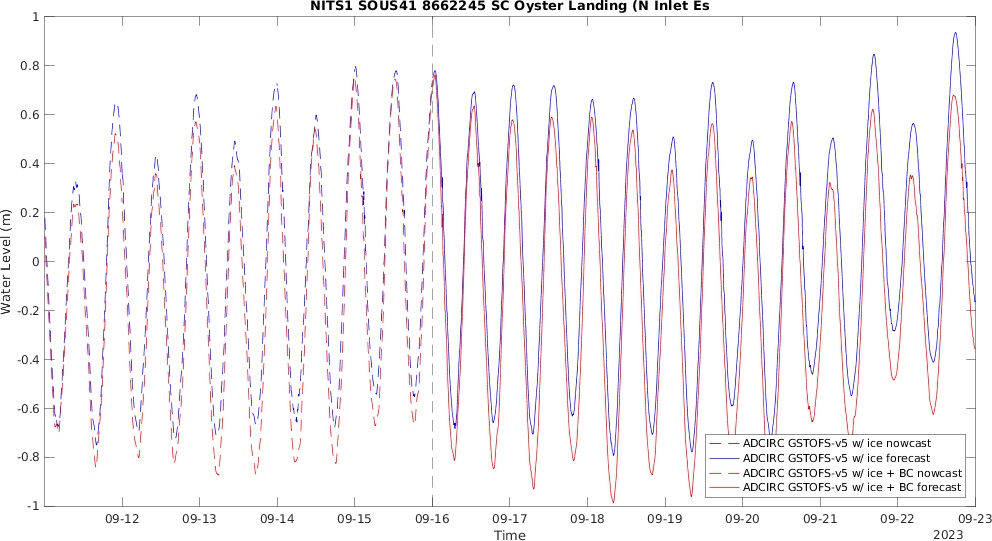 NITS1 SOUS41 8662245 SC Oyster Landing (N Inlet Es
Water Level (m)
1
0.8
0.6
0.4
0.2
0
-0.2
-0.4
-0.6
-0.8
-1
ADCIRC GSTOFS-v5 w/ ice nowcast
ADCIRC GSTOFS-v5 w/ ice forecast
ADCIRC GSTOFS-v5 w/ ice + BC nowcast
ADCIRC GSTOFS-v5 w/ ice + BC forecast
09-12 09-13 09-14 09-15 09-16 09-17 09-18 09-19 09-20 09-21 09-22 09-23
Time
2023